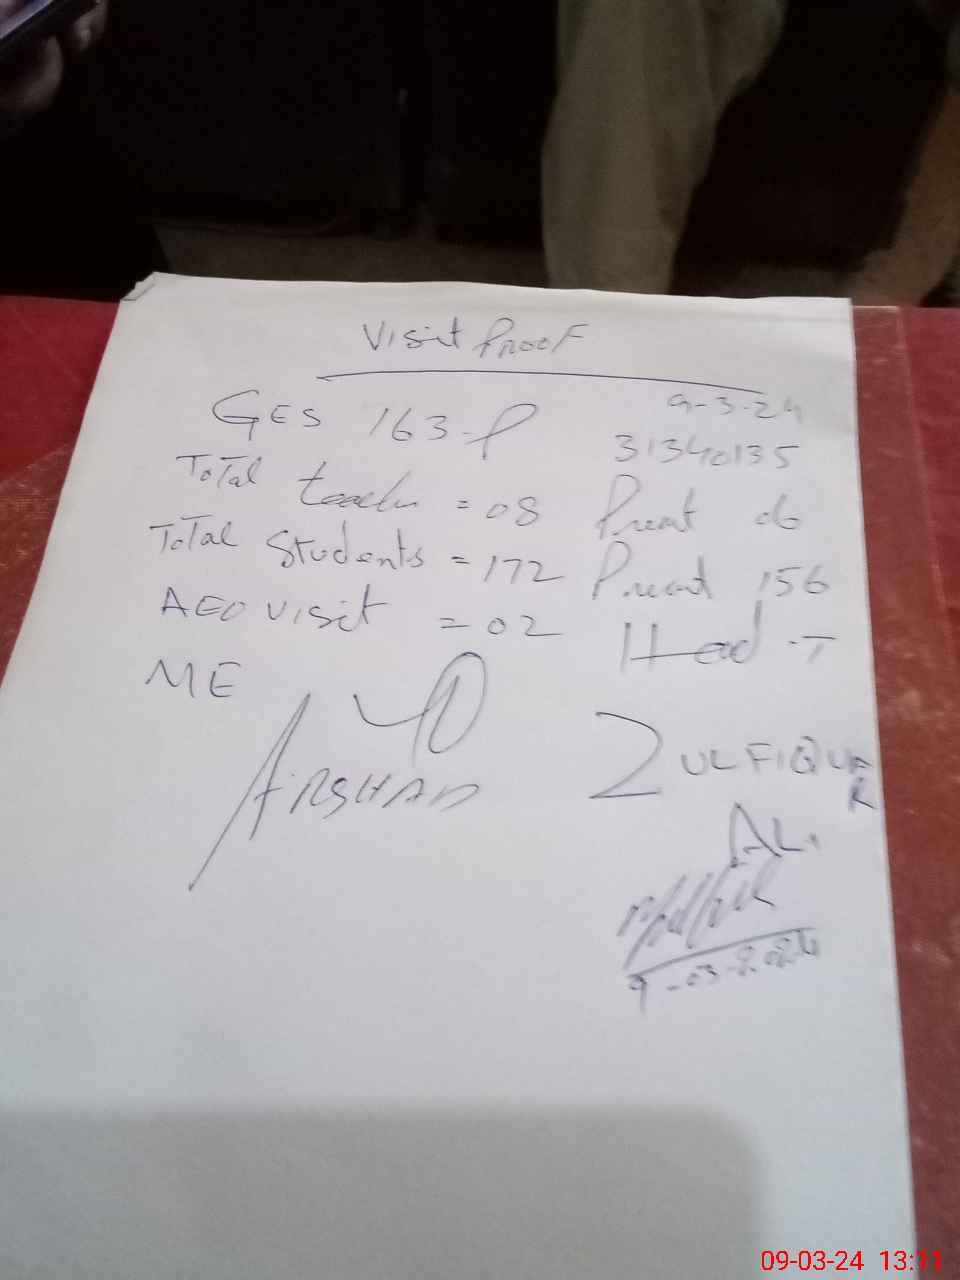 Visit Proof
GES 163-P 9-3-24
31340135
Total teacher = 08 Present 06
Total Students = 172 Present 156
AEO visit = 02 Head T
ME
ARSHAD
ZULFIQUAR
ALI
9-03-2024
09-03-24 13:11